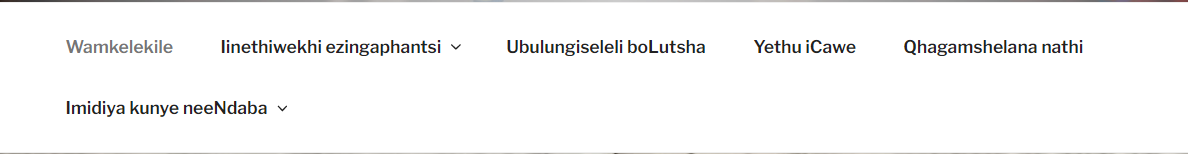 Wamkelekile Iinethiwekhi ezingaphantsi Ubulungiseleli boLutsha Yethu iCawe Qhagamshelana nathi
Imidiya kunye neeNdaba